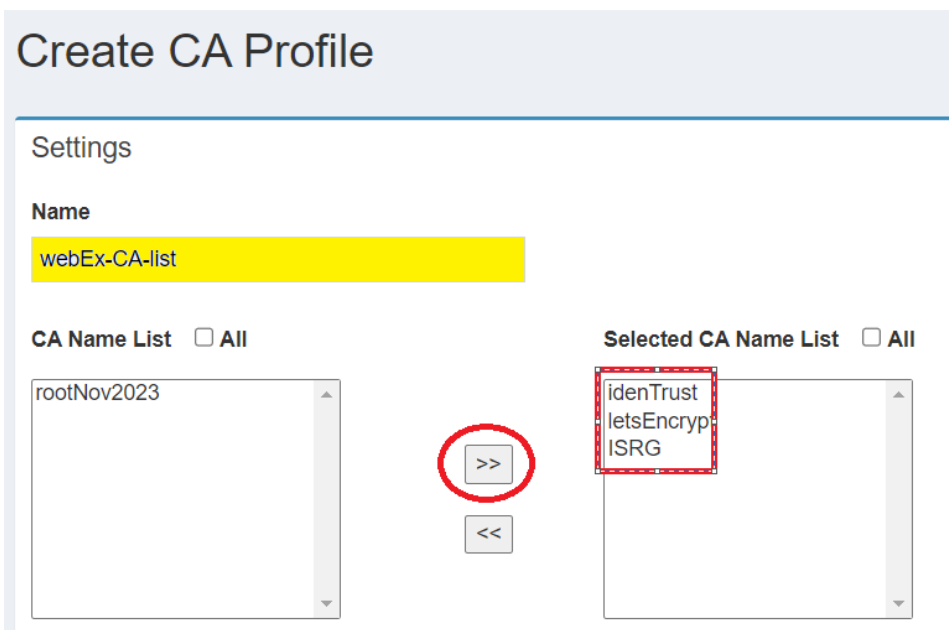 Create CA Profile
Settings
Name
webEx-CA-list
CA Name List All
Selected CA Name List All
rootNov2023
>>
<<
idenTrust
letsEncrypt
ISRG